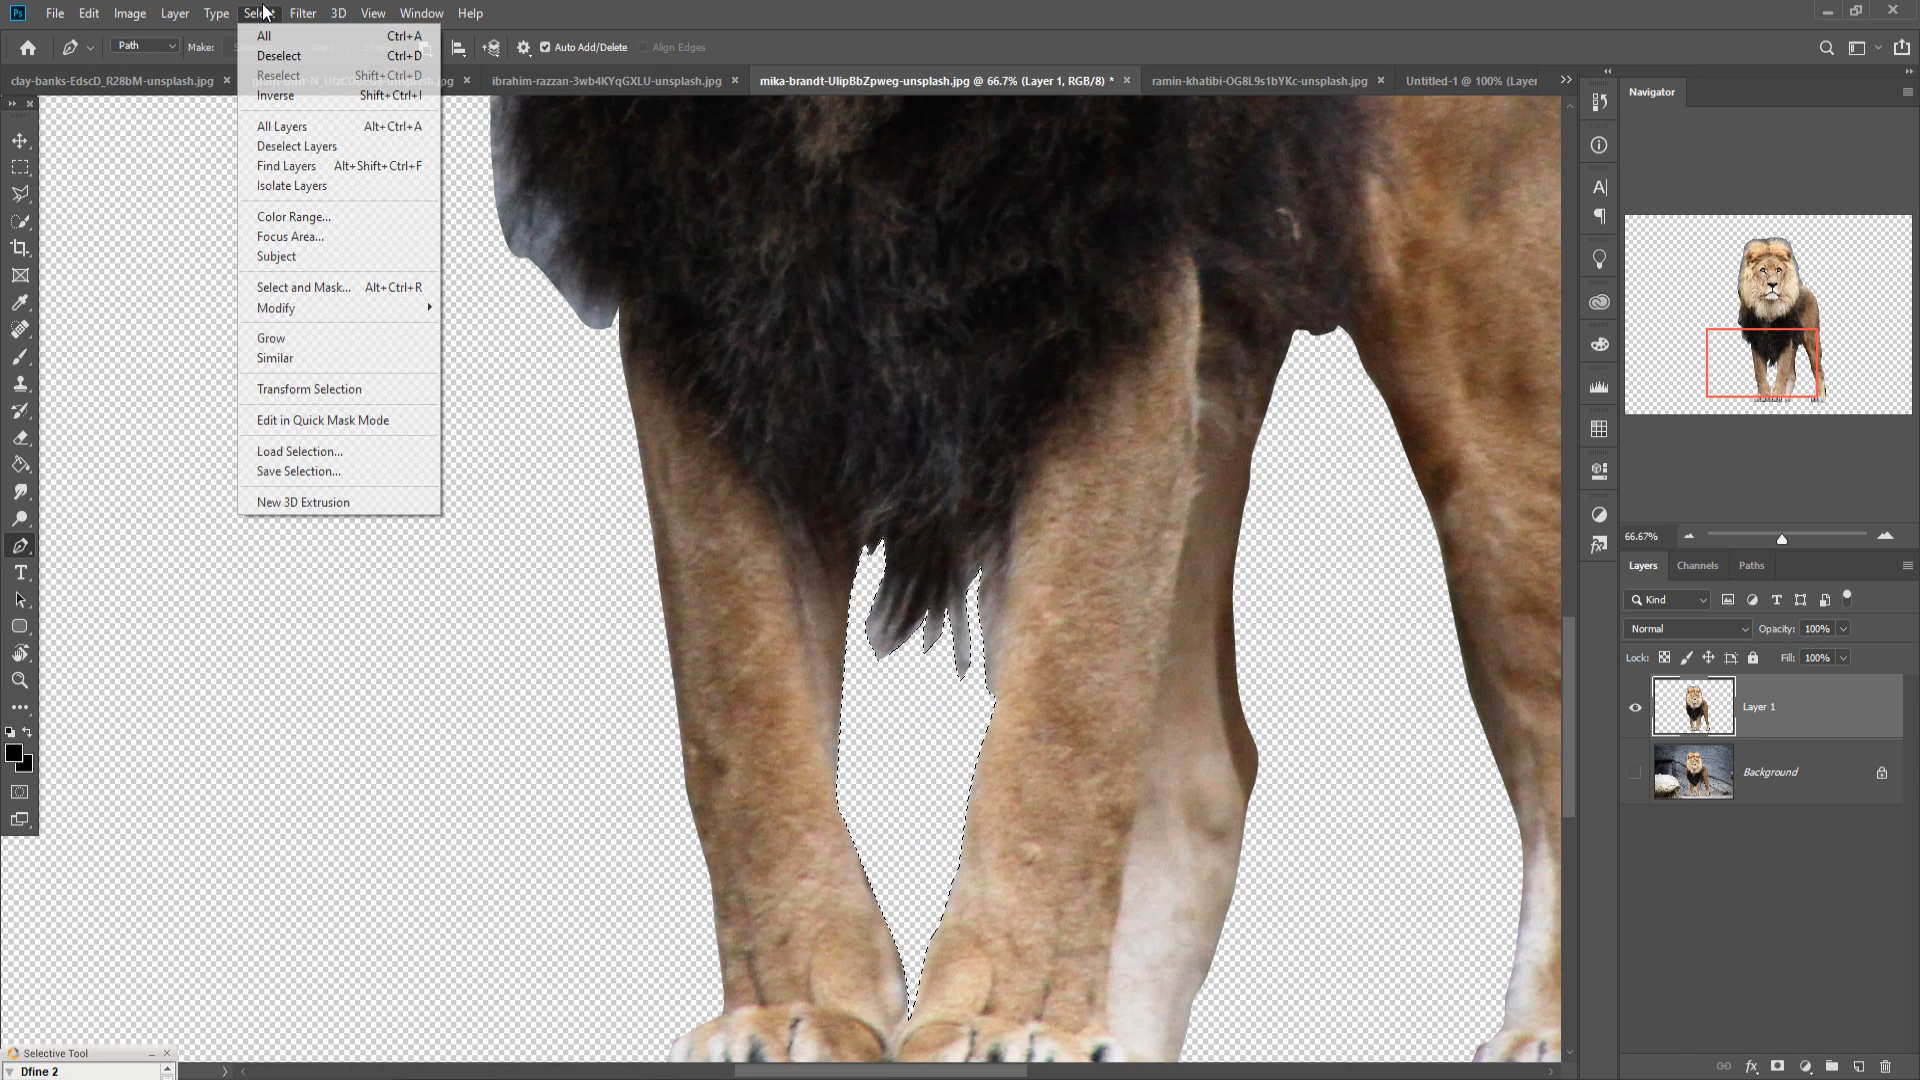 Ps File Edit Image Layer Type Select Filter 3D View Window Help
Path Make: Auto Add/Delete Align Edges
clay-banks-EdscD_R28bM-unsplash.jpg ibrahim-razzan-3wb4KYqGXLU-unsplash.jpg mika-brandt-UlipBbZpweg-unsplash.jpg @ 66.7% (Layer 1, RGB/8) * ramin-khatibi-OG8L9s1bYKc-unsplash.jpg Untitled-1 @ 100% (Layer
All Ctrl+A
Deselect Ctrl+D
Reselect Shift+Ctrl+D
Inverse Shift+Ctrl+I
All Layers Alt+Ctrl+A
Deselect Layers
Find Layers Alt+Shift+Ctrl+F
Isolate Layers
Color Range...
Focus Area...
Subject
Select and Mask... Alt+Ctrl+R
Modify
Grow
Similar
Transform Selection
Edit in Quick Mask Mode
Load Selection...
Save Selection...
New 3D Extrusion
Navigator
66.67%
Layers Channels Paths
Kind
Normal Opacity: 100%
Lock: Fill: 100%
Layer 1
Background
Selective Tool
Dfine 2